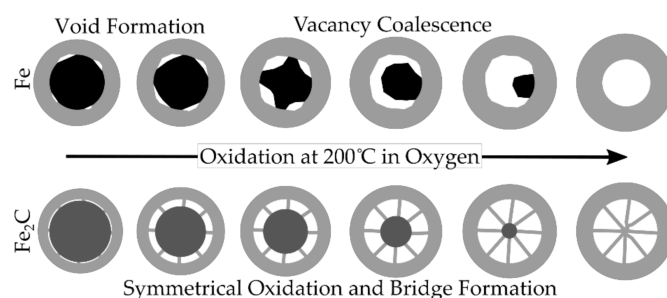 Void Formation
Vacancy Coalescence
Fe
Oxidation at 200℃ in Oxygen
Fe₂C
Symmetrical Oxidation and Bridge Formation